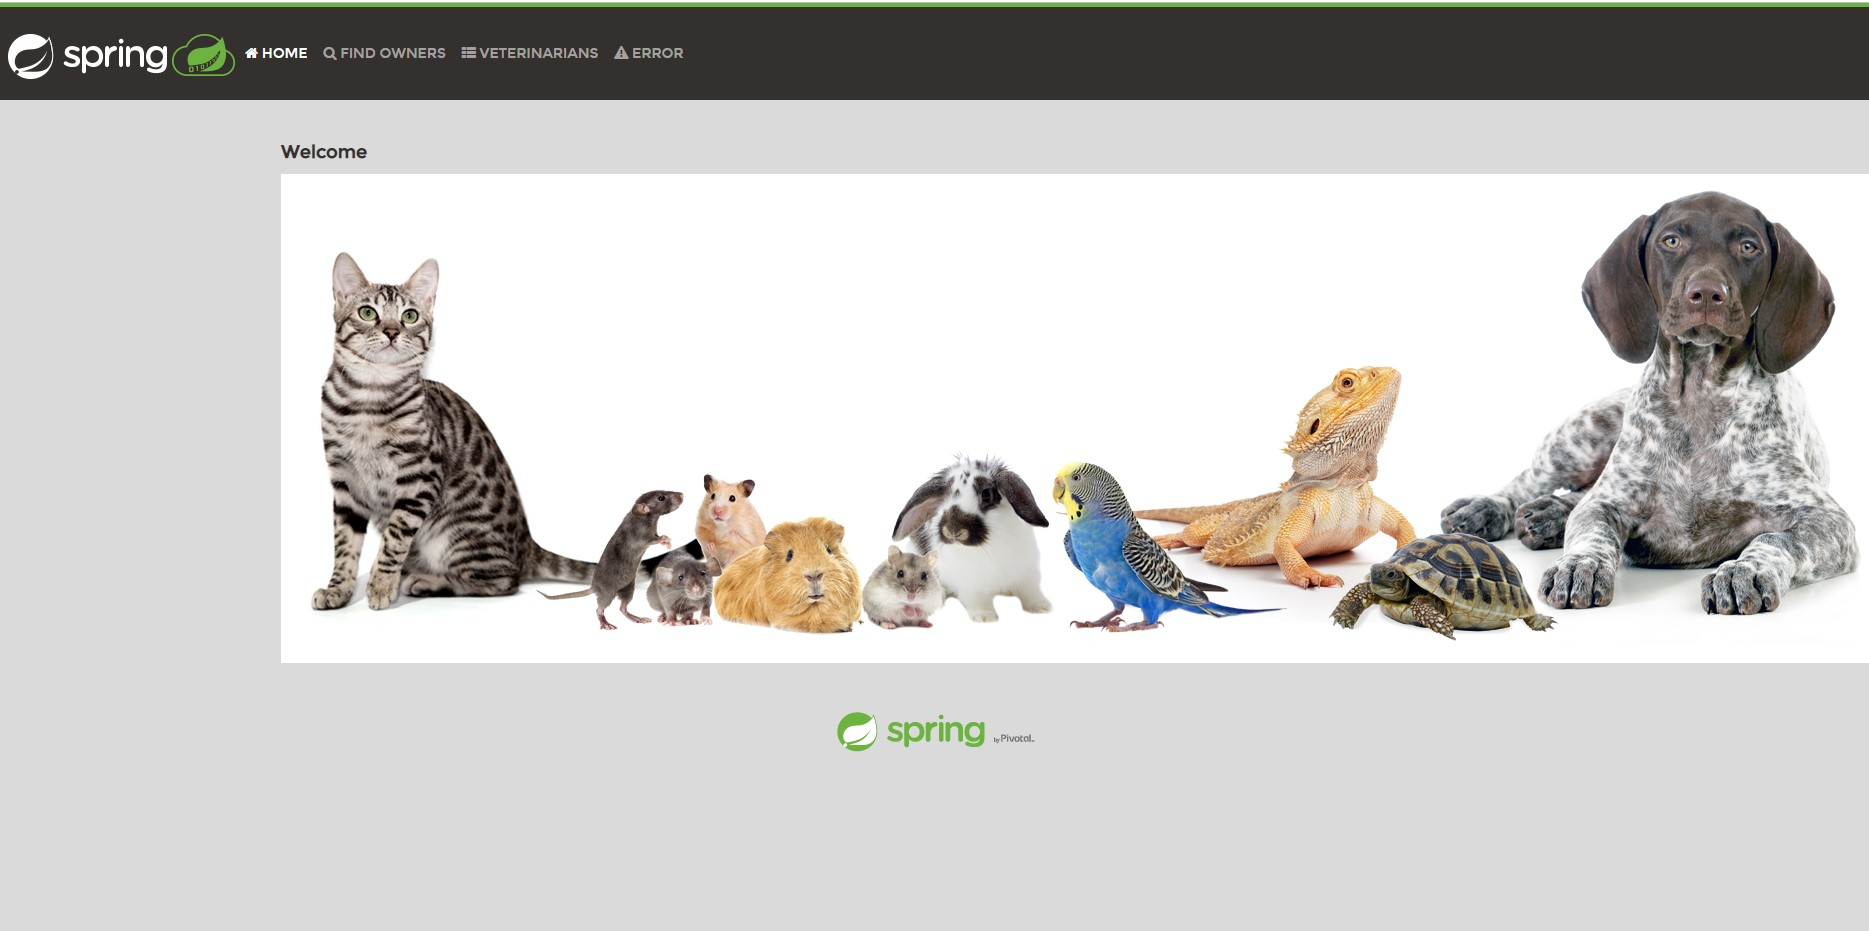 spring HOME FIND OWNERS VETERINARIANS ERROR
Welcome
spring by Pivotal.